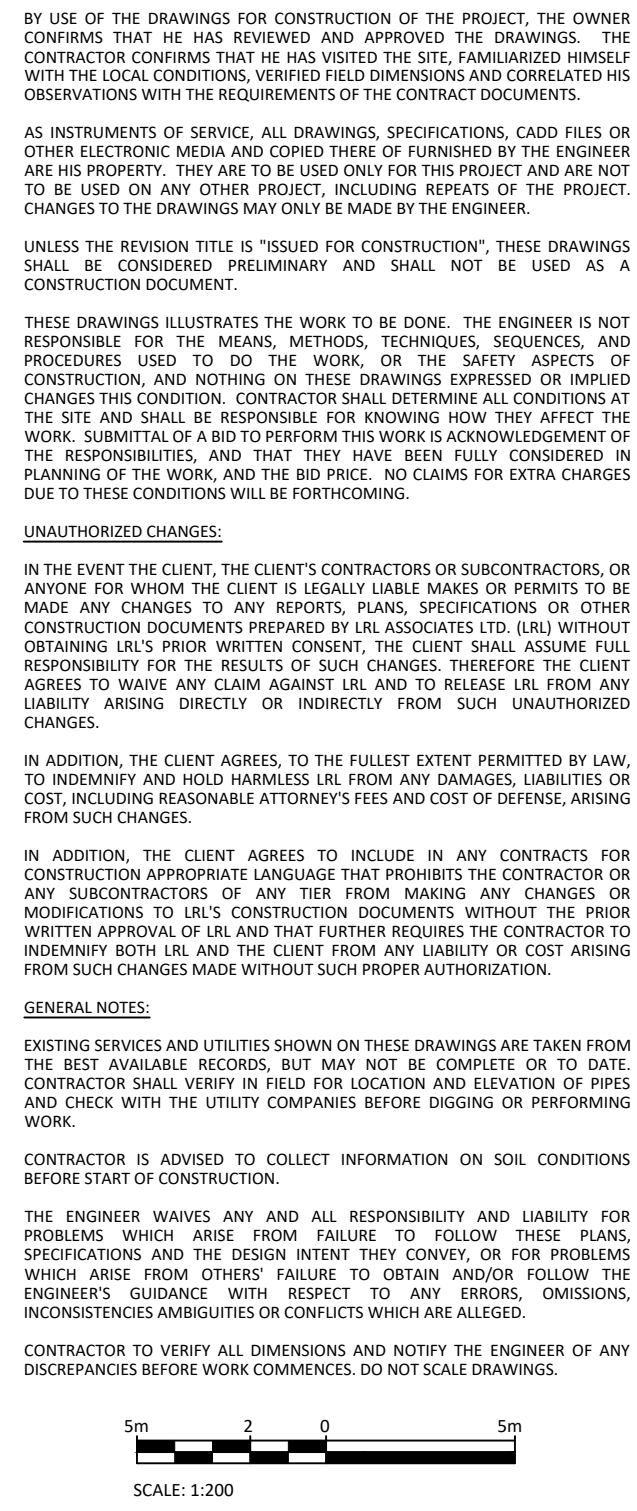 BY USE OF THE DRAWINGS FOR CONSTRUCTION OF THE PROJECT, THE OWNER
CONFIRMS THAT HE HAS REVIEWED AND APPROVED THE DRAWINGS. THE
CONTRACTOR CONFIRMS THAT HE HAS VISITED THE SITE, FAMILIARIZED HIMSELF
WITH THE LOCAL CONDITIONS, VERIFIED FIELD DIMENSIONS AND CORRELATED HIS
OBSERVATIONS WITH THE REQUIREMENTS OF THE CONTRACT DOCUMENTS.
AS INSTRUMENTS OF SERVICE, ALL DRAWINGS, SPECIFICATIONS, CADD FILES OR
OTHER ELECTRONIC MEDIA AND COPIED THERE OF FURNISHED BY THE ENGINEER
ARE HIS PROPERTY. THEY ARE TO BE USED ONLY FOR THIS PROJECT AND ARE NOT
TO BE USED ON ANY OTHER PROJECT, INCLUDING REPEATS OF THE PROJECT.
CHANGES TO THE DRAWINGS MAY ONLY BE MADE BY THE ENGINEER.
UNLESS THE REVISION TITLE IS "ISSUED FOR CONSTRUCTION", THESE DRAWINGS
SHALL BE CONSIDERED PRELIMINARY AND SHALL NOT BE USED AS A
CONSTRUCTION DOCUMENT.
THESE DRAWINGS ILLUSTRATES THE WORK TO BE DONE. THE ENGINEER IS NOT
RESPONSIBLE FOR THE MEANS, METHODS, TECHNIQUES, SEQUENCES, AND
PROCEDURES USED TO DO THE WORK, OR THE SAFETY ASPECTS OF
CONSTRUCTION, AND NOTHING ON THESE DRAWINGS EXPRESSED OR IMPLIED
CHANGES THIS CONDITION. CONTRACTOR SHALL DETERMINE ALL CONDITIONS AT
THE SITE AND SHALL BE RESPONSIBLE FOR KNOWING HOW THEY AFFECT THE
WORK. SUBMITTAL OF A BID TO PERFORM THIS WORK IS ACKNOWLEDGEMENT OF
THE RESPONSIBILITIES, AND THAT THEY HAVE BEEN FULLY CONSIDERED IN
PLANNING OF THE WORK, AND THE BID PRICE. NO CLAIMS FOR EXTRA CHARGES
DUE TO THESE CONDITIONS WILL BE FORTHCOMING.
UNAUTHORIZED CHANGES:
IN THE EVENT THE CLIENT, THE CLIENT'S CONTRACTORS OR SUBCONTRACTORS, OR
ANYONE FOR WHOM THE CLIENT IS LEGALLY LIABLE MAKES OR PERMITS TO BE
MADE ANY CHANGES TO ANY REPORTS, PLANS, SPECIFICATIONS OR OTHER
CONSTRUCTION DOCUMENTS PREPARED BY LRL ASSOCIATES LTD. (LRL) WITHOUT
OBTAINING LRL'S PRIOR WRITTEN CONSENT, THE CLIENT SHALL ASSUME FULL
RESPONSIBILITY FOR THE RESULTS OF SUCH CHANGES. THEREFORE THE CLIENT
AGREES TO WAIVE ANY CLAIM AGAINST LRL AND TO RELEASE LRL FROM ANY
LIABILITY ARISING DIRECTLY OR INDIRECTLY FROM SUCH UNAUTHORIZED
CHANGES.
IN ADDITION, THE CLIENT AGREES, TO THE FULLEST EXTENT PERMITTED BY LAW,
TO INDEMNIFY AND HOLD HARMLESS LRL FROM ANY DAMAGES, LIABILITIES OR
COST, INCLUDING REASONABLE ATTORNEY'S FEES AND COST OF DEFENSE, ARISING
FROM SUCH CHANGES.
IN ADDITION, THE CLIENT AGREES TO INCLUDE IN ANY CONTRACTS FOR
CONSTRUCTION APPROPRIATE LANGUAGE THAT PROHIBITS THE CONTRACTOR OR
ANY SUBCONTRACTORS OF ANY TIER FROM MAKING ANY CHANGES OR
MODIFICATIONS TO LRL'S CONSTRUCTION DOCUMENTS WITHOUT THE PRIOR
WRITTEN APPROVAL OF LRL AND THAT FURTHER REQUIRES THE CONTRACTOR TO
INDEMNIFY BOTH LRL AND THE CLIENT FROM ANY LIABILITY OR COST ARISING
FROM SUCH CHANGES MADE WITHOUT SUCH PROPER AUTHORIZATION.
GENERAL NOTES:
EXISTING SERVICES AND UTILITIES SHOWN ON THESE DRAWINGS ARE TAKEN FROM
THE BEST AVAILABLE RECORDS, BUT MAY NOT BE COMPLETE OR TO DATE.
CONTRACTOR SHALL VERIFY IN FIELD FOR LOCATION AND ELEVATION OF PIPES
AND CHECK WITH THE UTILITY COMPANIES BEFORE DIGGING OR PERFORMING
WORK.
CONTRACTOR IS ADVISED TO COLLECT INFORMATION ON SOIL CONDITIONS
BEFORE START OF CONSTRUCTION.
THE ENGINEER WAIVES ANY AND ALL RESPONSIBILITY AND LIABILITY FOR
PROBLEMS WHICH ARISE FROM FAILURE TO FOLLOW THESE PLANS,
SPECIFICATIONS AND THE DESIGN INTENT THEY CONVEY, OR FOR PROBLEMS
WHICH ARISE FROM OTHERS' FAILURE TO OBTAIN AND/OR FOLLOW THE
ENGINEER'S GUIDANCE WITH RESPECT TO ANY ERRORS, OMISSIONS,
INCONSISTENCIES AMBIGUITIES OR CONFLICTS WHICH ARE ALLEGED.
CONTRACTOR TO VERIFY ALL DIMENSIONS AND NOTIFY THE ENGINEER OF ANY
DISCREPANCIES BEFORE WORK COMMENCES. DO NOT SCALE DRAWINGS.
5m 2 0 5m
SCALE: 1:200